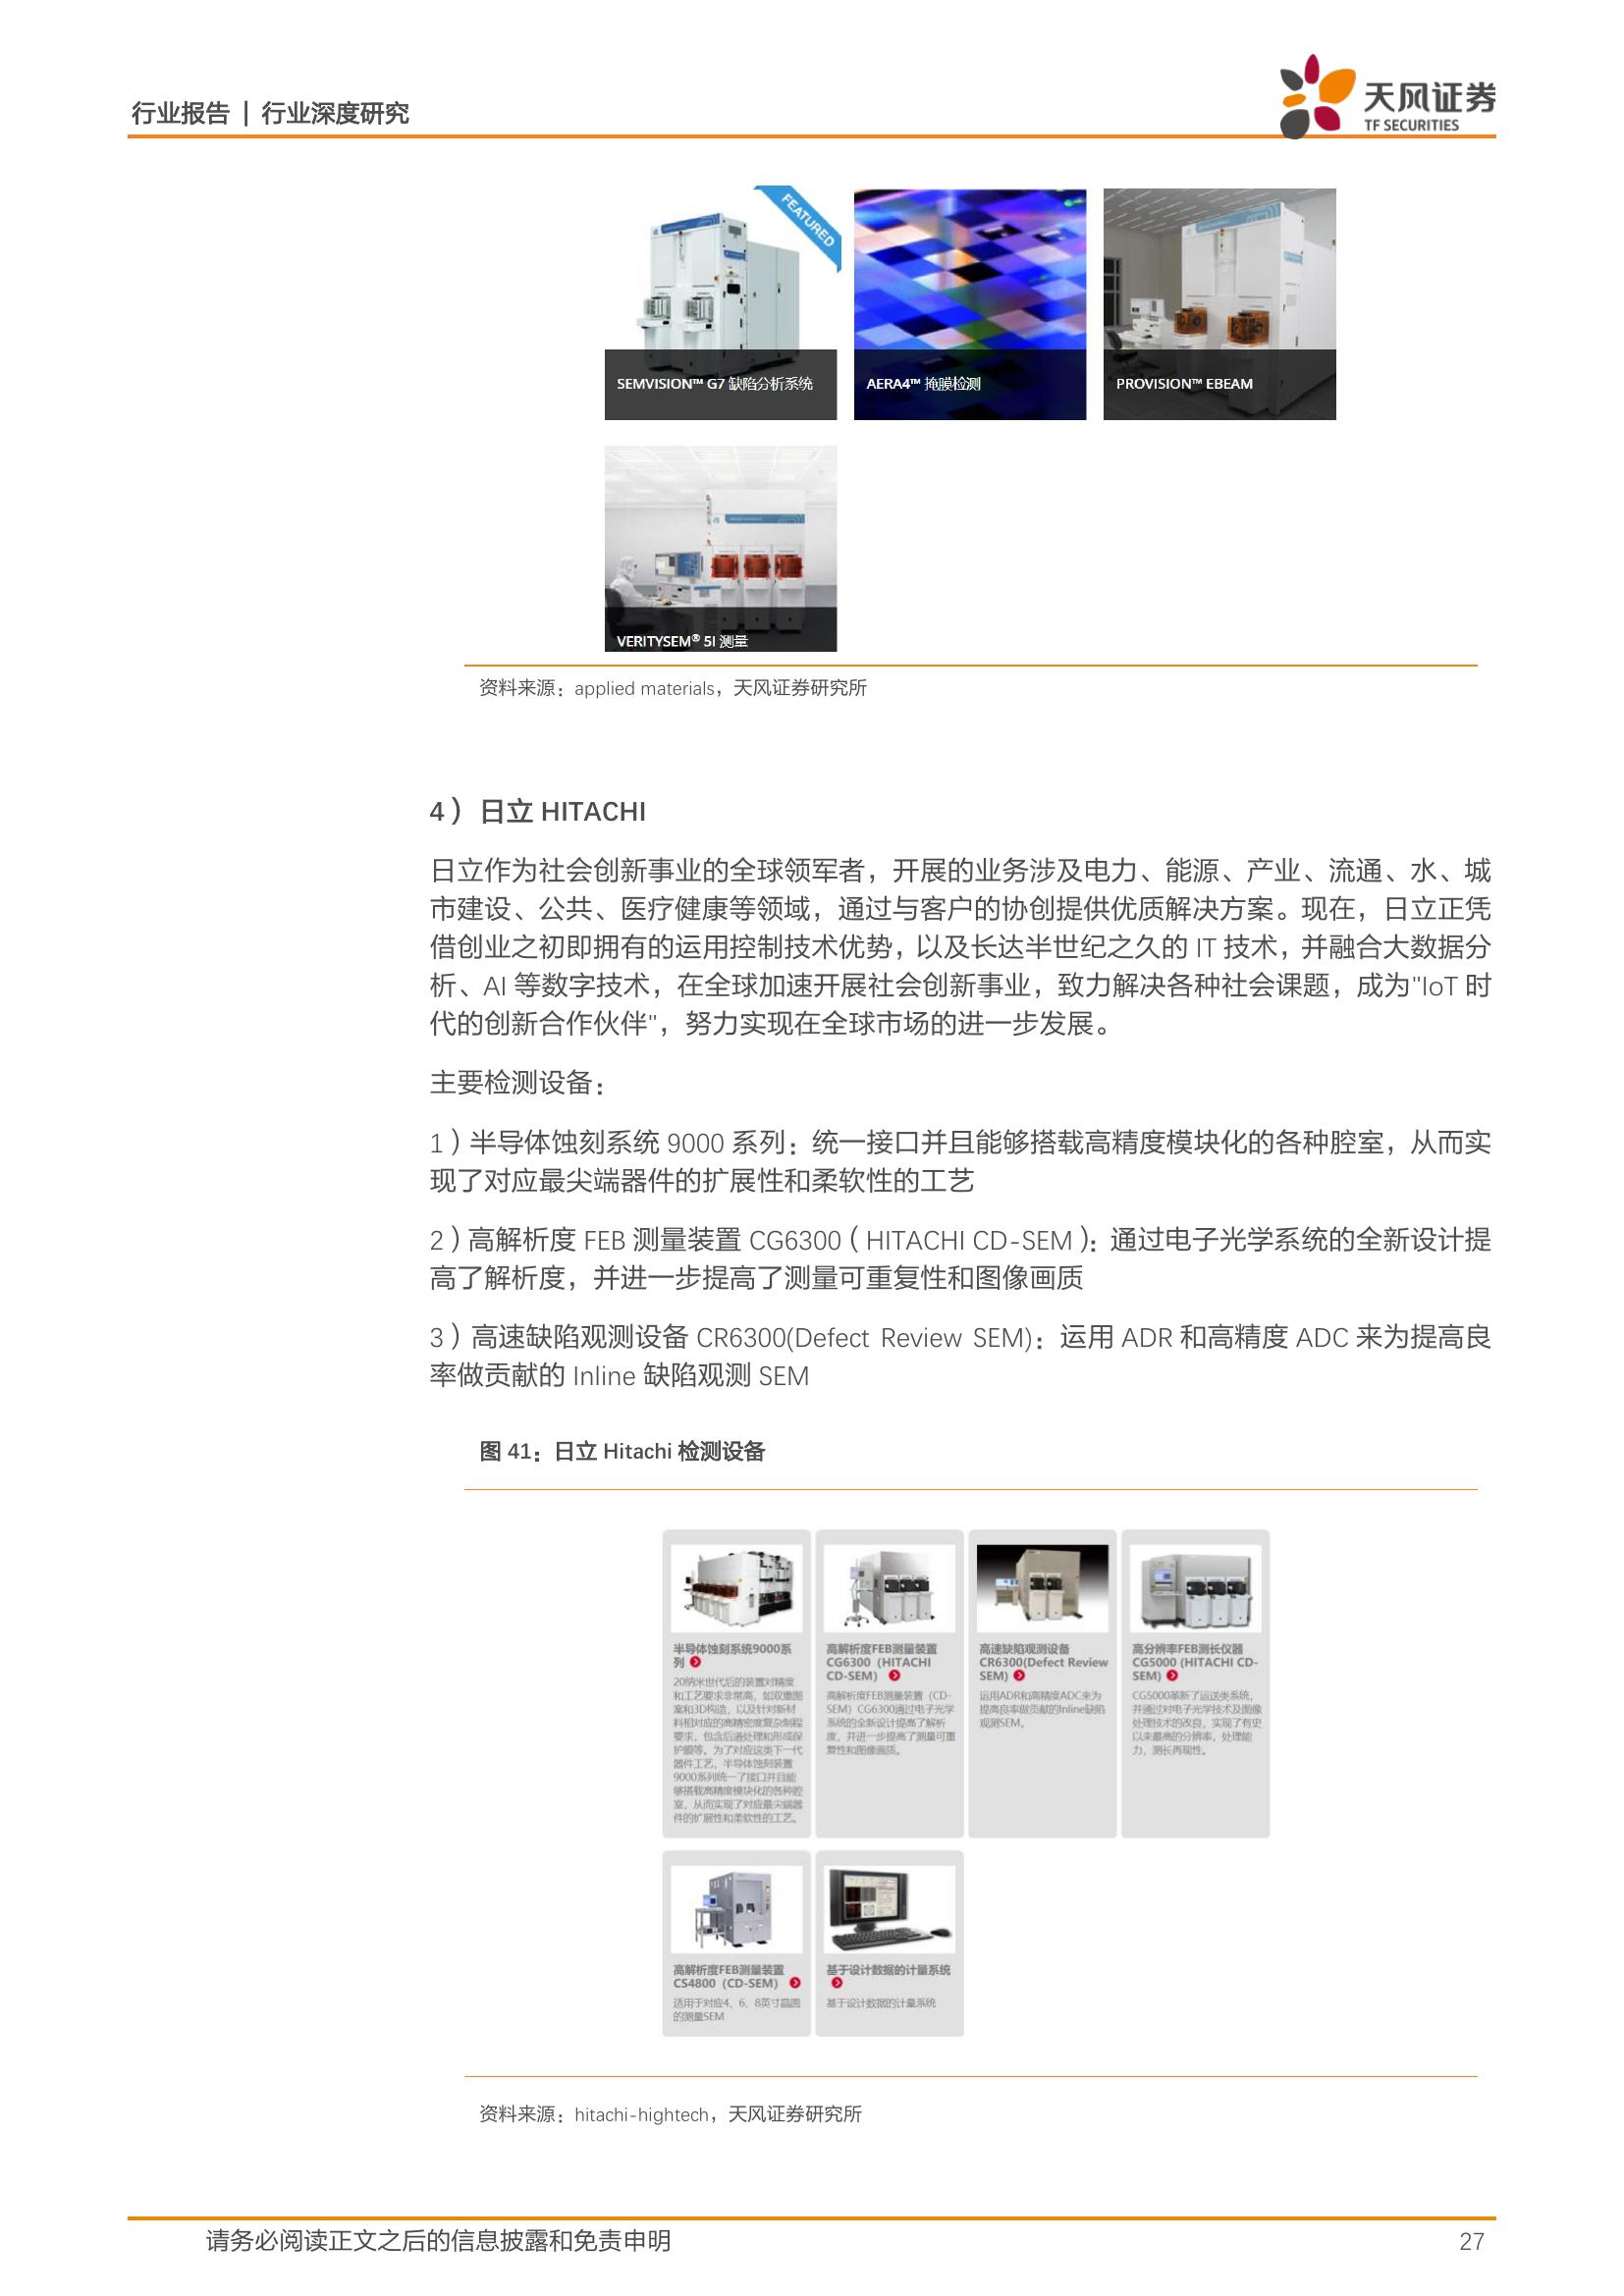 行业报告 | 行业深度研究
天风证券
TF SECURITIES
FEATURED
SEMVISION™ G7 缺陷分析系统
AERA4™ 掩膜检测
PROVISION™ EBEAM
VERITYSEM® 5I 测量
资料来源：applied materials，天风证券研究所
4）日立 HITACHI
日立作为社会创新事业的全球领军者，开展的业务涉及电力、能源、产业、流通、水、城
市建设、公共、医疗健康等领域，通过与客户的协创提供优质解决方案。现在，日立正凭
借创业之初即拥有的运用控制技术优势，以及长达半世纪之久的 IT 技术，并融合大数据分
析、AI 等数字技术，在全球加速开展社会创新事业，致力解决各种社会课题，成为"IoT 时
代的创新合作伙伴"，努力实现在全球市场的进一步发展。
主要检测设备：
1）半导体蚀刻系统 9000 系列：统一接口并且能够搭载高精度模块化的各种腔室，从而实
现了对应最尖端器件的扩展性和柔软性的工艺
2）高解析度 FEB 测量装置 CG6300（HITACHI CD-SEM）：通过电子光学系统的全新设计提
高了解析度，并进一步提高了测量可重复性和图像画质
3）高速缺陷观测设备 CR6300(Defect Review SEM)：运用 ADR 和高精度 ADC 来为提高良
率做贡献的 Inline 缺陷观测 SEM
图 41：日立 Hitachi 检测设备
半导体蚀刻系统9000系
列
20纳米世代后的装置对精度
和工艺要求非常高，如双重图
案和3D构造，以及针对新材
料相对应的高精密度复杂制程
要求，包含后道处理和形成保
护膜等，为了对应这类下一代
器件工艺，半导体蚀刻装置
9000系列统一了接口并且能
够搭载高精度模块化的各种腔
室，从而实现了对应最尖端器
件的扩展性和柔软性的工艺。
高解析度FEB测量装置
CG6300（HITACHI
CD-SEM）
高解析度FEB测量装置（CD-
SEM）CG6300通过电子光学
系统的全新设计提高了解析
度，并进一步提高了测量可重
复性和图像画质。
高速缺陷观测设备
CR6300(Defect Review
SEM)
运用ADR和高精度ADC来为
提高良率做贡献的Inline缺陷
观测SEM。
高分辨率FEB测长仪器
CG5000 (HITACHI CD-
SEM)
CG5000革新了运送类系统，
并通过对电子光学技术及图像
处理技术的改良，实现了有史
以来最高的分辨率，处理能
力，测长再现性。
高解析度FEB测量装置
CS4800（CD-SEM）
适用于对应4、6、8英寸晶圆
的测量SEM
基于设计数据的计量系统
基于设计数据的计量系统
资料来源：hitachi-hightech，天风证券研究所
请务必阅读正文之后的信息披露和免责申明
27